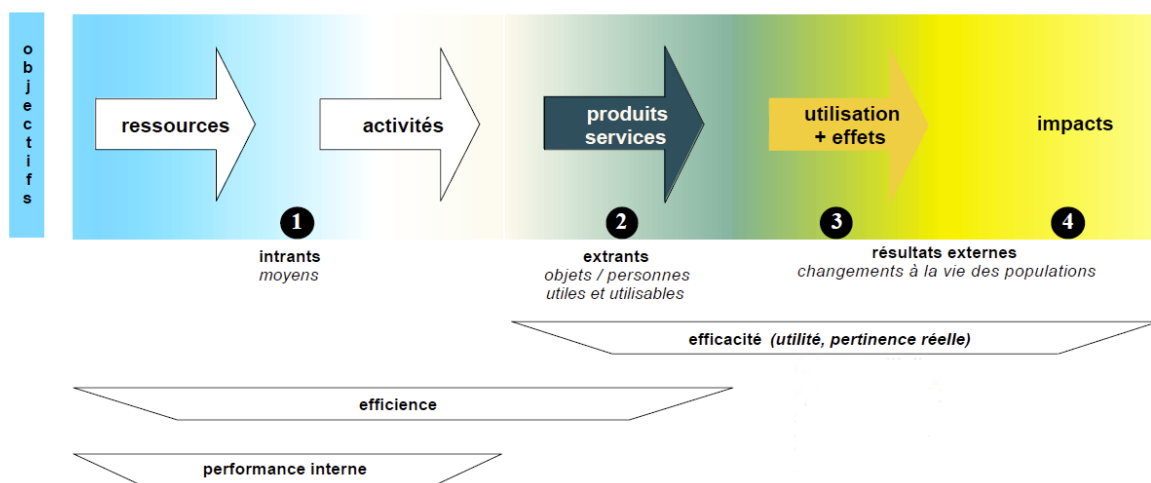 objectifs
ressources
activités
produits
services
utilisation
+ effets
impacts
1
2
3
4
intrants
moyens
extrants
objets / personnes
utiles et utilisables
résultats externes
changements à la vie des populations
efficacité (utilité, pertinence réelle)
efficience
performance interne